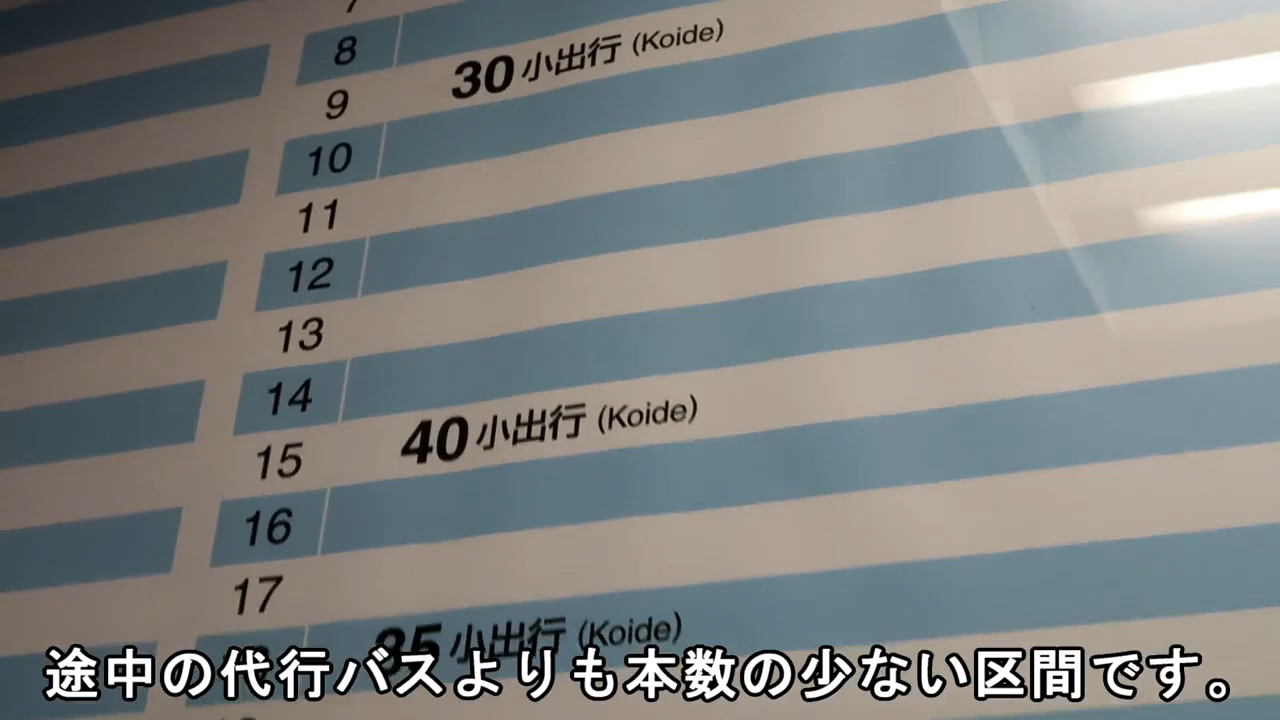 8
30 小出行 (Koide)
9
10
11
12
13
14
40 小出行 (Koide)
15
16
17
小出行 (Koide)
途中の代行バスよりも本数の少ない区間です。